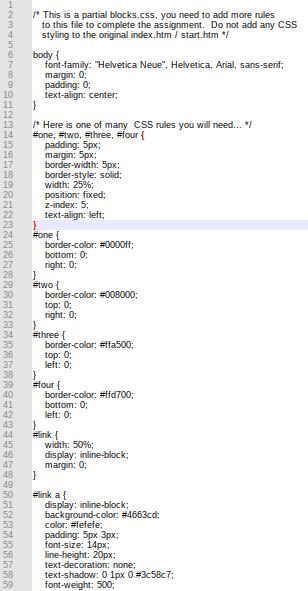 1
2 /* This is a partial blocks.css, you need to add more rules
3 to this file to complete the assignment.  Do not add any CSS
4 styling to the original index.htm / start.htm */
5
6 body {
7 font-family: "Helvetica Neue", Helvetica, Arial, sans-serif;
8 margin: 0;
9 padding: 0;
10 text-align: center;
11 }
12
13 /* Here is one of many  CSS rules you will need... */
14 #one, #two, #three, #four {
15 padding: 5px;
16 margin: 5px;
17 border-width: 5px;
18 border-style: solid;
19 width: 25%;
20 position: fixed;
21 z-index: 5;
22 text-align: left;
23 }
24 #one {
25 border-color: #0000ff;
26 bottom: 0;
27 right: 0;
28 }
29 #two {
30 border-color: #008000;
31 top: 0;
32 right: 0;
33 }
34 #three {
35 border-color: #ffa500;
36 top: 0;
37 left: 0;
38 }
39 #four {
40 border-color: #ffd700;
41 bottom: 0;
42 left: 0;
43 }
44 #link {
45 width: 50%;
46 display: inline-block;
47 margin: 0;
48 }
49
50 #link a {
51 display: inline-block;
52 background-color: #4663cd;
53 color: #fefefe;
54 padding: 5px 3px;
55 font-size: 14px;
56 line-height: 20px;
57 text-decoration: none;
58 text-shadow: 0 1px 0 #3c58c7;
59 font-weight: 500;